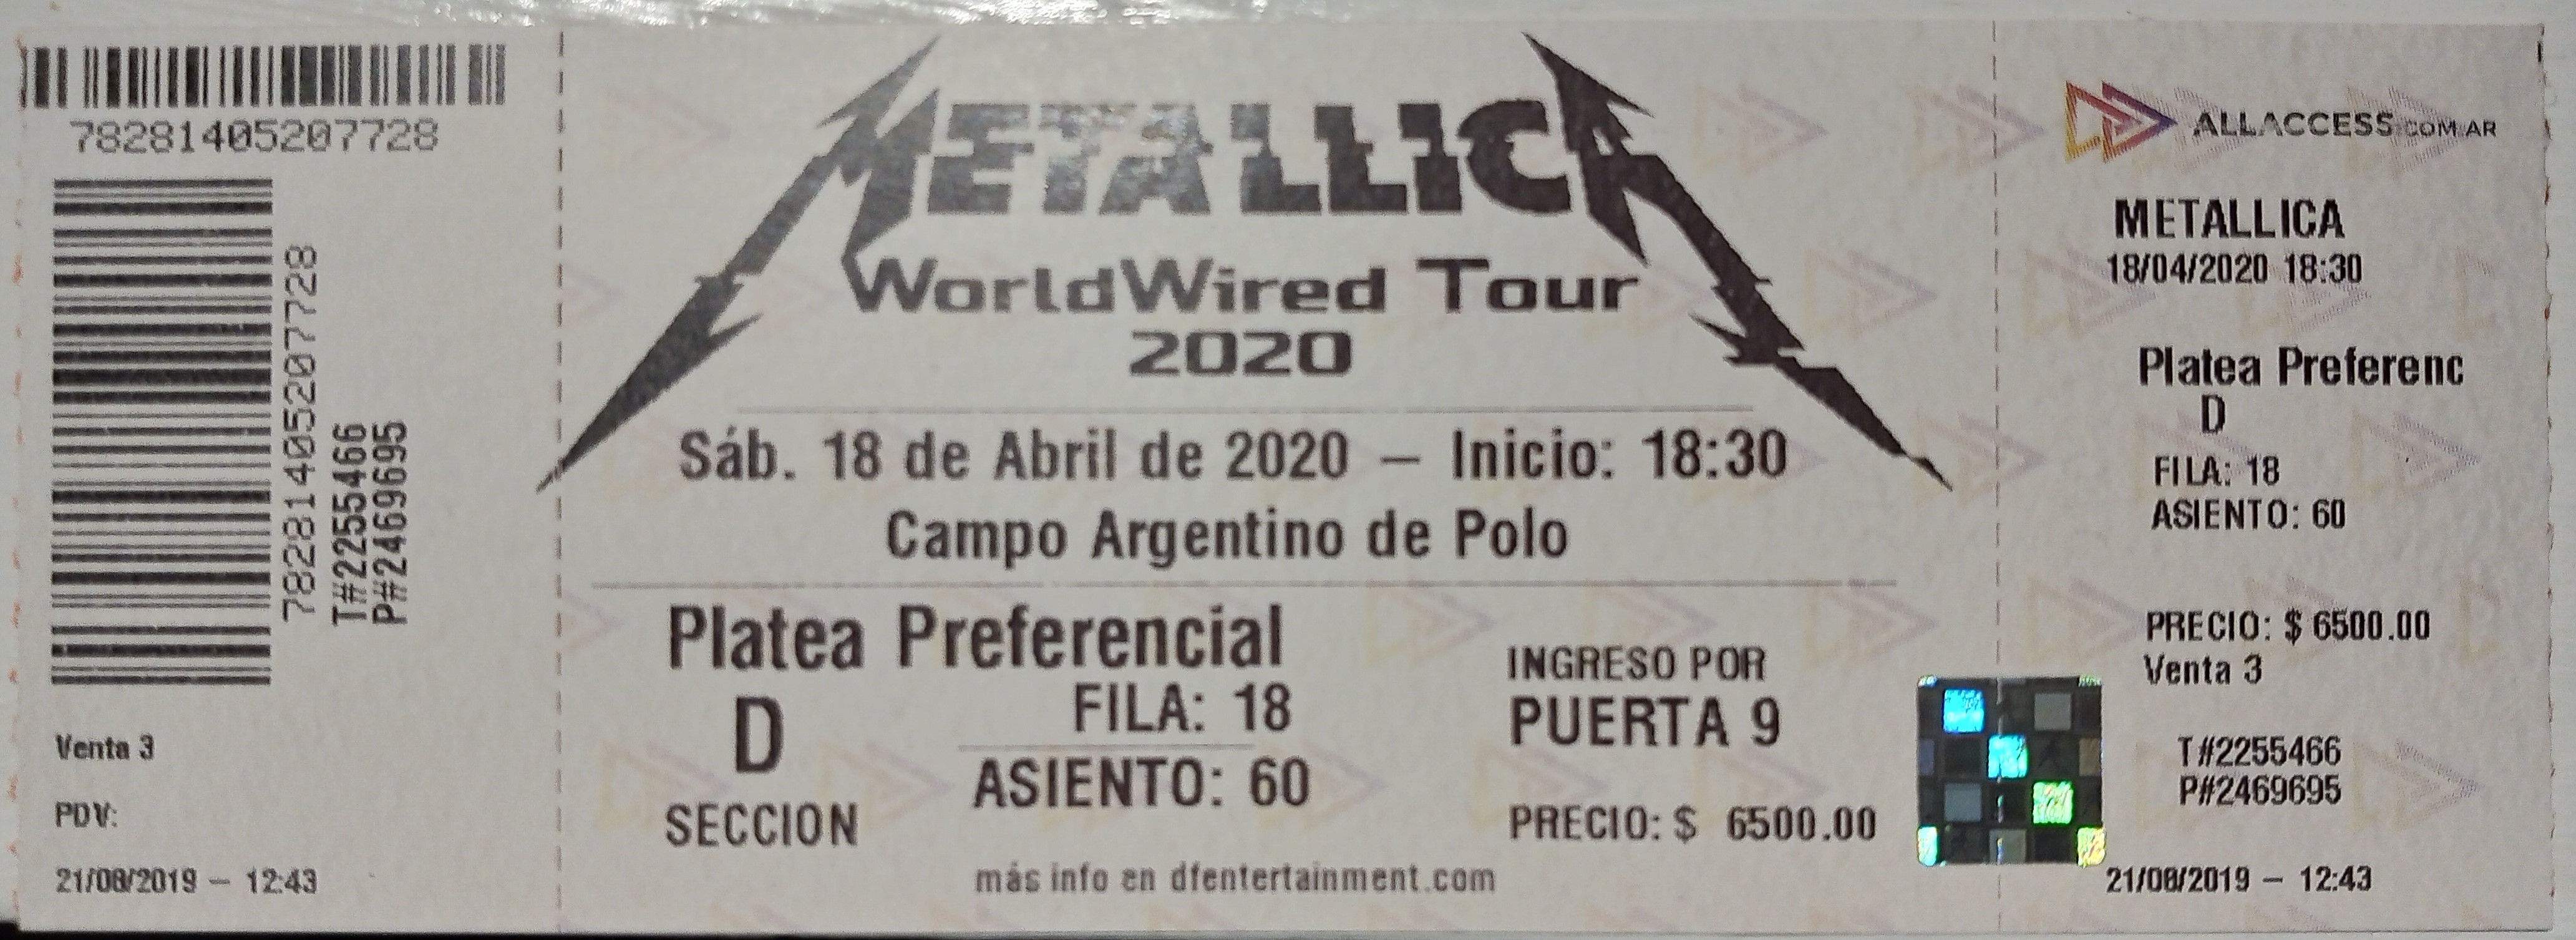 78281405207728
78281405207728
T#2255466
P#2469695
Venta 3
PDV:
21/08/2019 – 12:43
METALLICA
WorldWired Tour
2020
Sáb. 18 de Abril de 2020 – Inicio: 18:30
Campo Argentino de Polo
Platea Preferencial
D
SECCION
FILA: 18
ASIENTO: 60
INGRESO POR
PUERTA 9
PRECIO: $ 6500.00
más info en dfentertainment.com
ALLACCESS.COM.AR
METALLICA
18/04/2020 18:30
Platea Preferenc
D
FILA: 18
ASIENTO: 60
PRECIO: $ 6500.00
Venta 3
T#2255466
P#2469695
21/08/2019 – 12:43